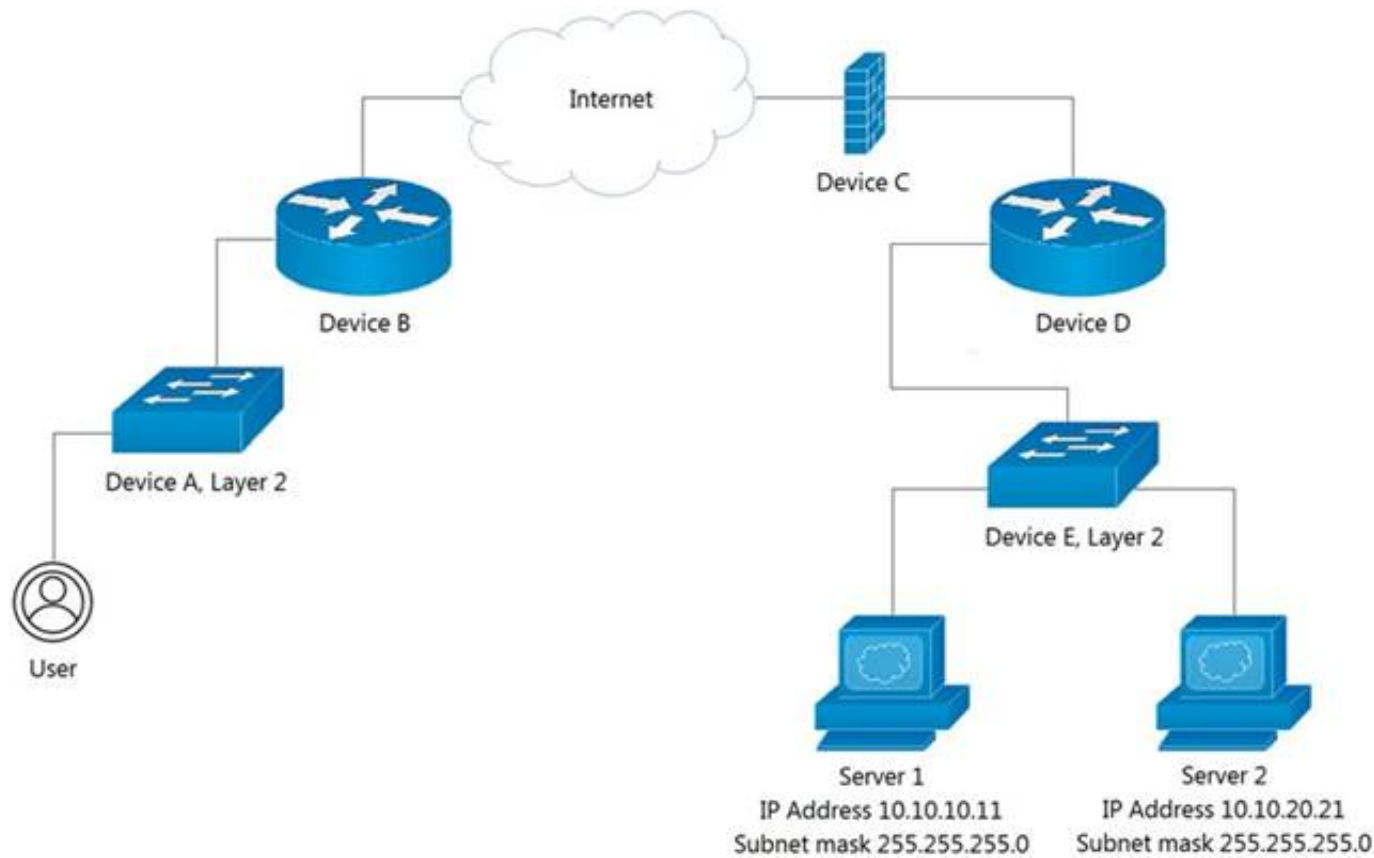 Internet
Device C
Device B
Device D
Device A, Layer 2
Device E, Layer 2
User
Server 1
IP Address 10.10.10.11
Subnet mask 255.255.255.0
Server 2
IP Address 10.10.20.21
Subnet mask 255.255.255.0